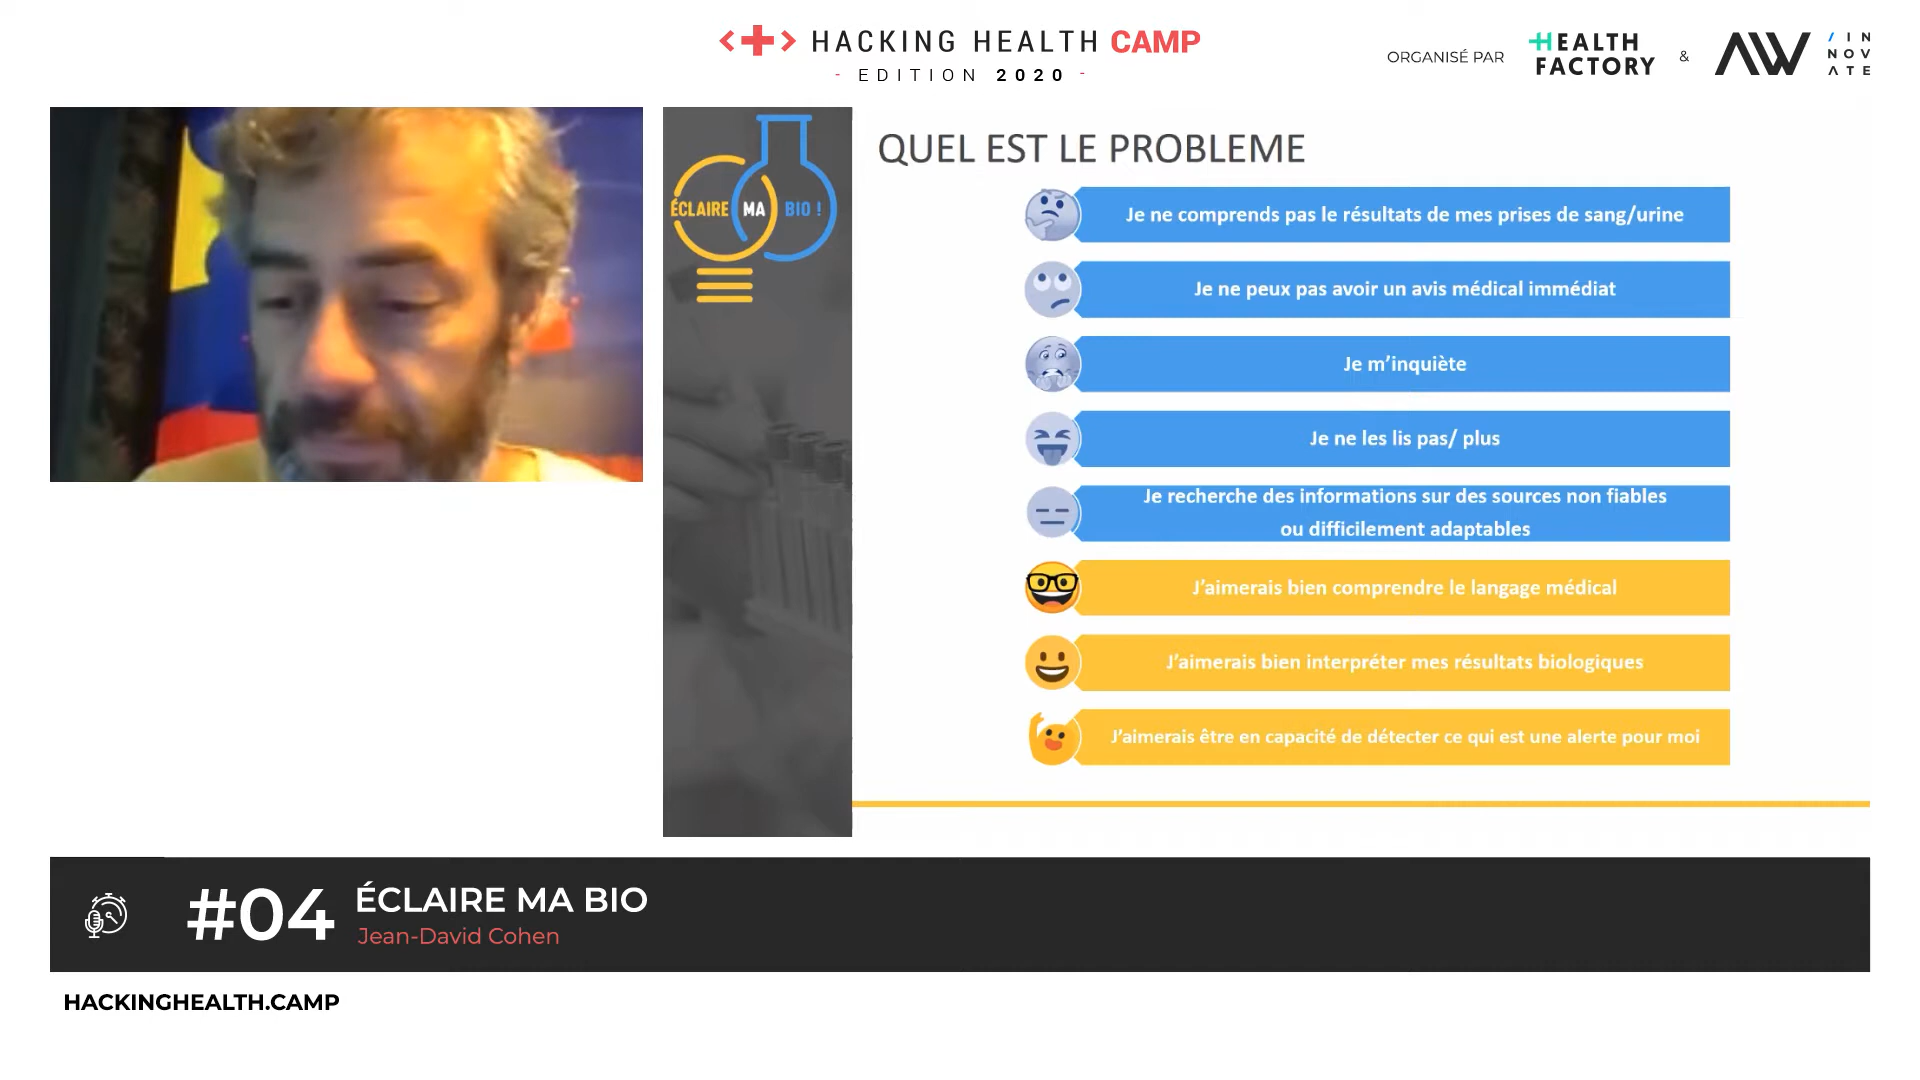 HACKING HEALTH CAMP
- EDITION 2020 -
ORGANISÉ PAR
HEALTH
FACTORY
&
AW
/IN
NOV
ATE
ÉCLAIRE MA BIO !
QUEL EST LE PROBLEME
Je ne comprends pas le résultats de mes prises de sang/urine
Je ne peux pas avoir un avis médical immédiat
Je m'inquiète
Je ne les lis pas/ plus
Je recherche des informations sur des sources non fiables
ou difficilement adaptables
J'aimerais bien comprendre le langage médical
J'aimerais bien interpréter mes résultats biologiques
J'aimerais être en capacité de détecter ce qui est une alerte pour moi
#04
ÉCLAIRE MA BIO
Jean-David Cohen
HACKINGHEALTH.CAMP